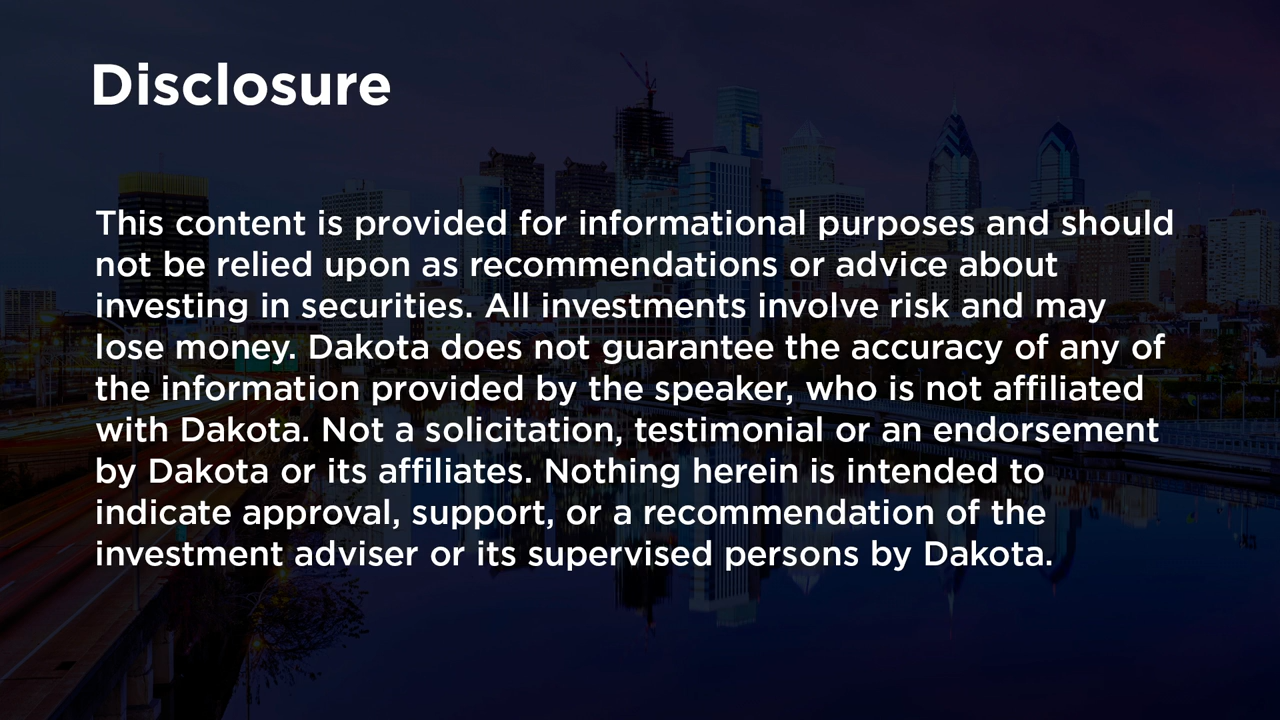 Disclosure
This content is provided for informational purposes and should
not be relied upon as recommendations or advice about
investing in securities. All investments involve risk and may
lose money. Dakota does not guarantee the accuracy of any of
the information provided by the speaker, who is not affiliated
with Dakota. Not a solicitation, testimonial or an endorsement
by Dakota or its affiliates. Nothing herein is intended to
indicate approval, support, or a recommendation of the
investment adviser or its supervised persons by Dakota.